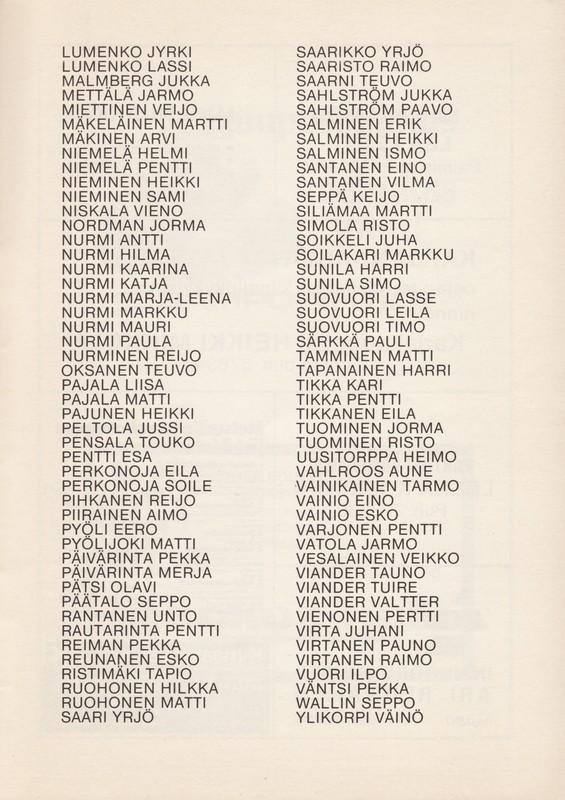 LUMENKO JYRKI
LUMENKO LASSI
MALMBERG JUKKA
METTÄLÄ JARMO
MIETTINEN VEIJO
MÄKELÄINEN MARTTI
MÄKINEN ARVI
NIEMELÄ HELMI
NIEMELÄ PENTTI
NIEMINEN HEIKKI
NIEMINEN SAMI
NISKALA VIENO
NORDMAN JORMA
NURMI ANTTI
NURMI HILMA
NURMI KAARINA
NURMI KATJA
NURMI MARJA-LEENA
NURMI MARKKU
NURMI MAURI
NURMI PAULA
NURMINEN REIJO
OKSANEN TEUVO
PAJALA LIISA
PAJALA MATTI
PAJUNEN HEIKKI
PELTOLA JUSSI
PENSALA TOUKO
PENTTI ESA
PERKONOJA EILA
PERKONOJA SOILE
PIHKANEN REIJO
PIIRAINEN AIMO
PYÖLI EERO
PYÖLIJOKI MATTI
PÄIVÄRINTA PEKKA
PÄIVÄRINTA MERJA
PÄTSI OLAVI
PÄÄTALO SEPPO
RANTANEN UNTO
RAUTARINTA PENTTI
REIMAN PEKKA
REUNANEN ESKO
RISTIMÄKI TAPIO
RUOHONEN HILKKA
RUOHONEN MATTI
SAARI YRJÖ
SAARIKKO YRJÖ
SAARISTO RAIMO
SAARNI TEUVO
SAHLSTRÖM JUKKA
SAHLSTRÖM PAAVO
SALMINEN ERIK
SALMINEN HEIKKI
SALMINEN ISMO
SANTANEN EINO
SANTANEN VILMA
SEPPÄ KEIJO
SILIÄMAA MARTTI
SIMOLA RISTO
SOIKKELI JUHA
SOILAKARI MARKKU
SUNILA HARRI
SUNILA SIMO
SUOVUORI LASSE
SUOVUORI LEILA
SUOVUORI TIMO
SÄRKKÄ PAULI
TAMMINEN MATTI
TAPANAINEN HARRI
TIKKA KARI
TIKKA PENTTI
TIKKANEN EILA
TUOMINEN JORMA
TUOMINEN RISTO
UUSITORPPA HEIMO
VAHLROOS AUNE
VAINIKAINEN TARMO
VAINIO EINO
VAINIO ESKO
VARJONEN PENTTI
VATOLA JARMO
VESALAINEN VEIKKO
VIANDER TAUNO
VIANDER TUIRE
VIANDER VALTTER
VIENONEN PERTTI
VIRTA JUHANI
VIRTANEN PAUNO
VIRTANEN RAIMO
VUORI ILPO
VÄNTSI PEKKA
WALLIN SEPPO
YLIKORPI VÄINÖ